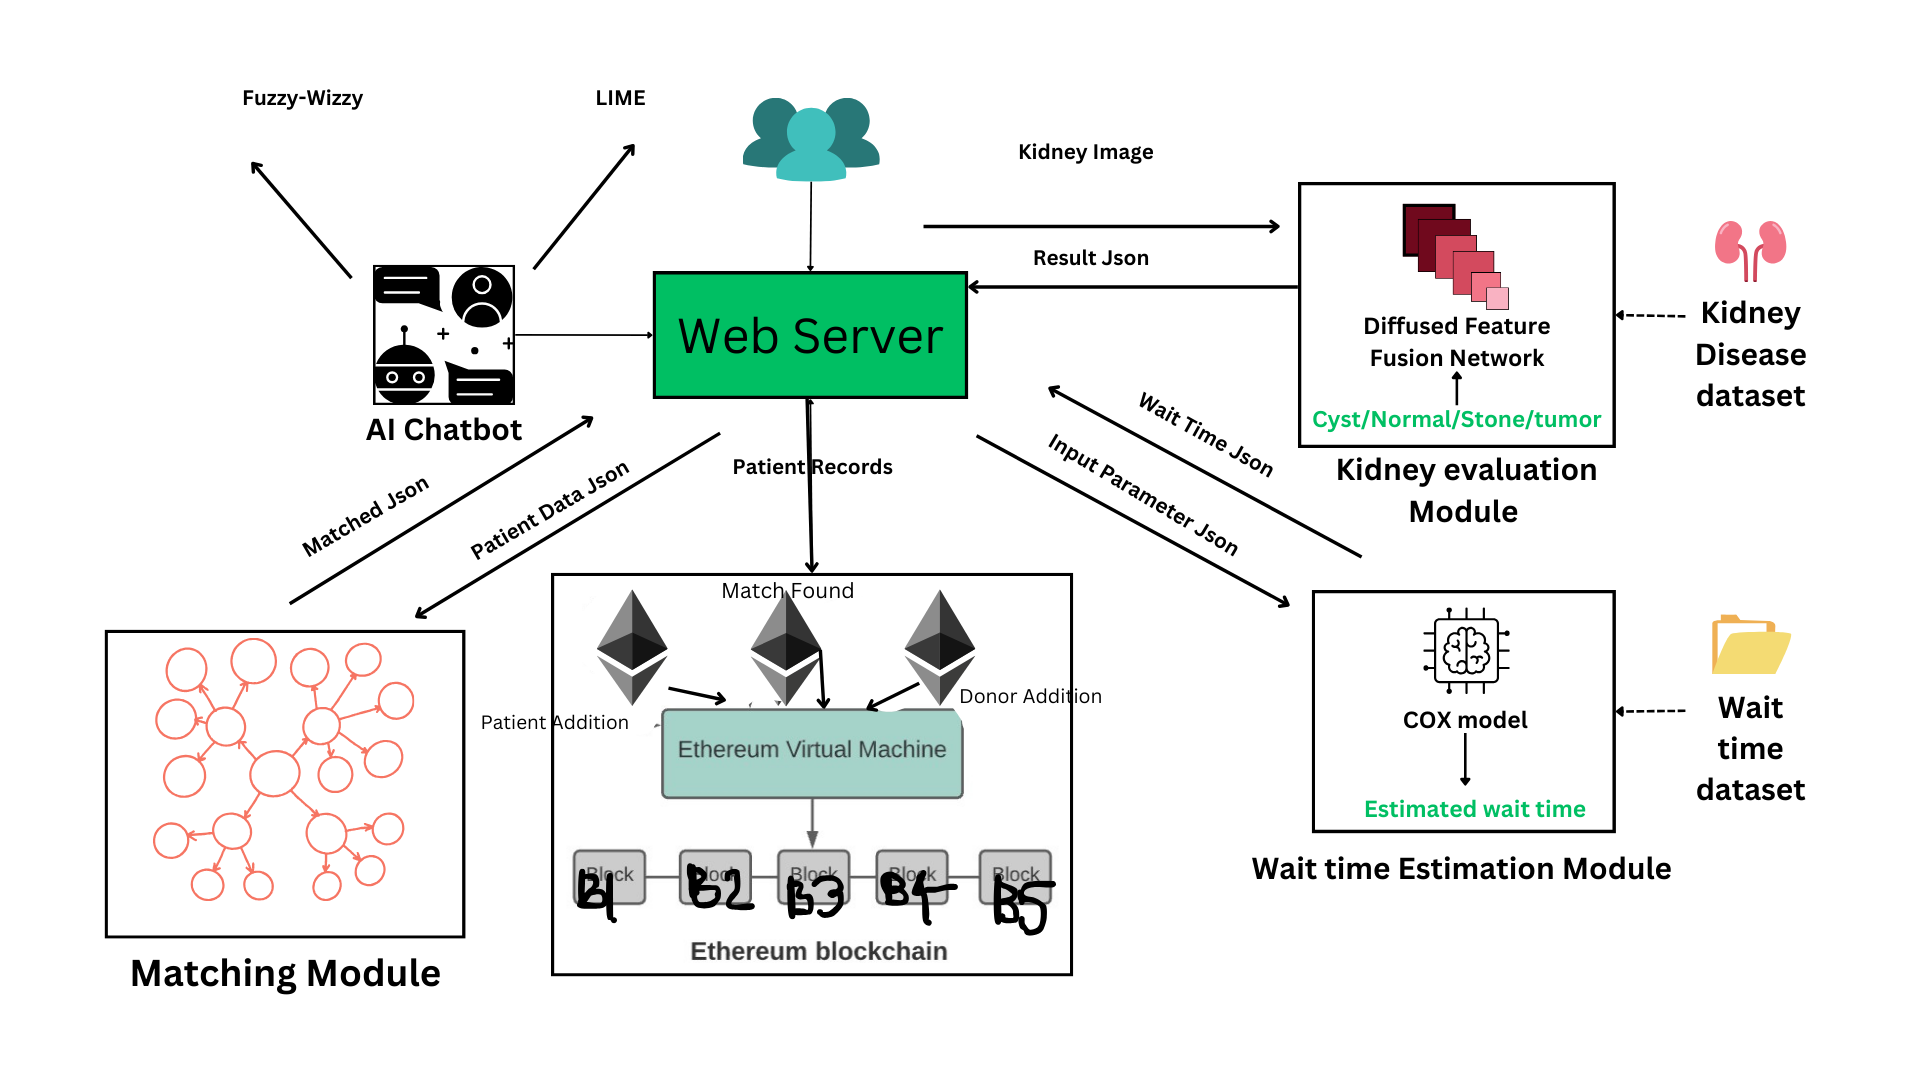 Fuzzy-Wizzy
LIME
Kidney Image
Result Json
Web Server
AI Chatbot
Diffused Feature
Fusion Network
Cyst/Normal/Stone/tumor
Kidney evaluation
Module
Kidney
Disease
dataset
Matched Json
Patient Data Json
Patient Records
Wait Time Json
Input Parameter Json
Match Found
Patient Addition
Donor Addition
Ethereum Virtual Machine
Block
Block
Block
Block
Block
B1
B2
B3
B4
B5
Ethereum blockchain
Matching Module
COX model
Estimated wait time
Wait time Estimation Module
Wait
time
dataset